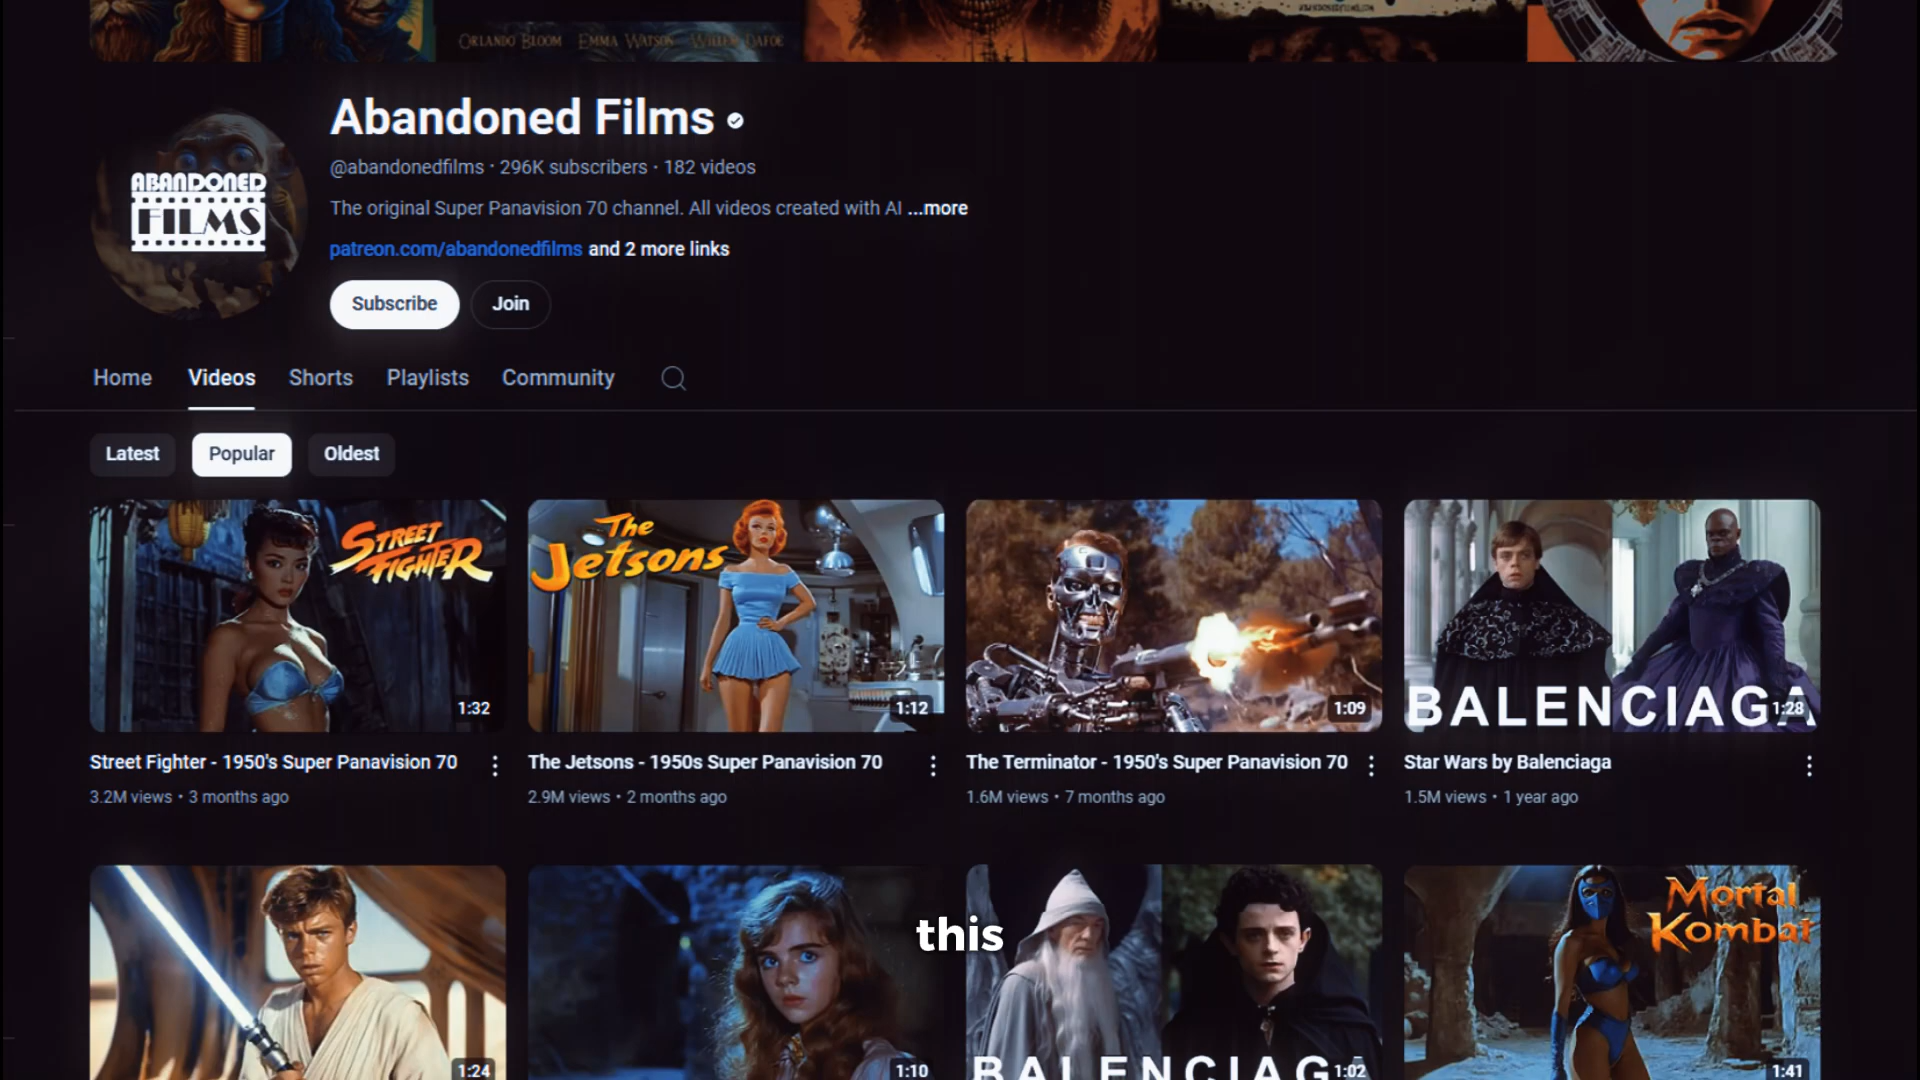 ORLANDO BLOOM EMMA WATSON WILLEM DAFOE
Abandoned Films
@abandonedfilms · 296K subscribers · 182 videos
ABANDONED
FILMS
The original Super Panavision 70 channel. All videos created with AI ...more
patreon.com/abandonedfilms and 2 more links
Subscribe
Join
Home
Videos
Shorts
Playlists
Community
Latest
Popular
Oldest
STREET
FIGHTER
1:32
The
Jetsons
1:12
1:09
BALENCIAGA
1:28
Street Fighter - 1950's Super Panavision 70
3.2M views • 3 months ago
The Jetsons - 1950s Super Panavision 70
2.9M views • 2 months ago
The Terminator - 1950's Super Panavision 70
1.6M views • 7 months ago
Star Wars by Balenciaga
1.5M views • 1 year ago
1:24
1:10
this
BALENCIAGA
1:02
Mortal
Kombat
1:41